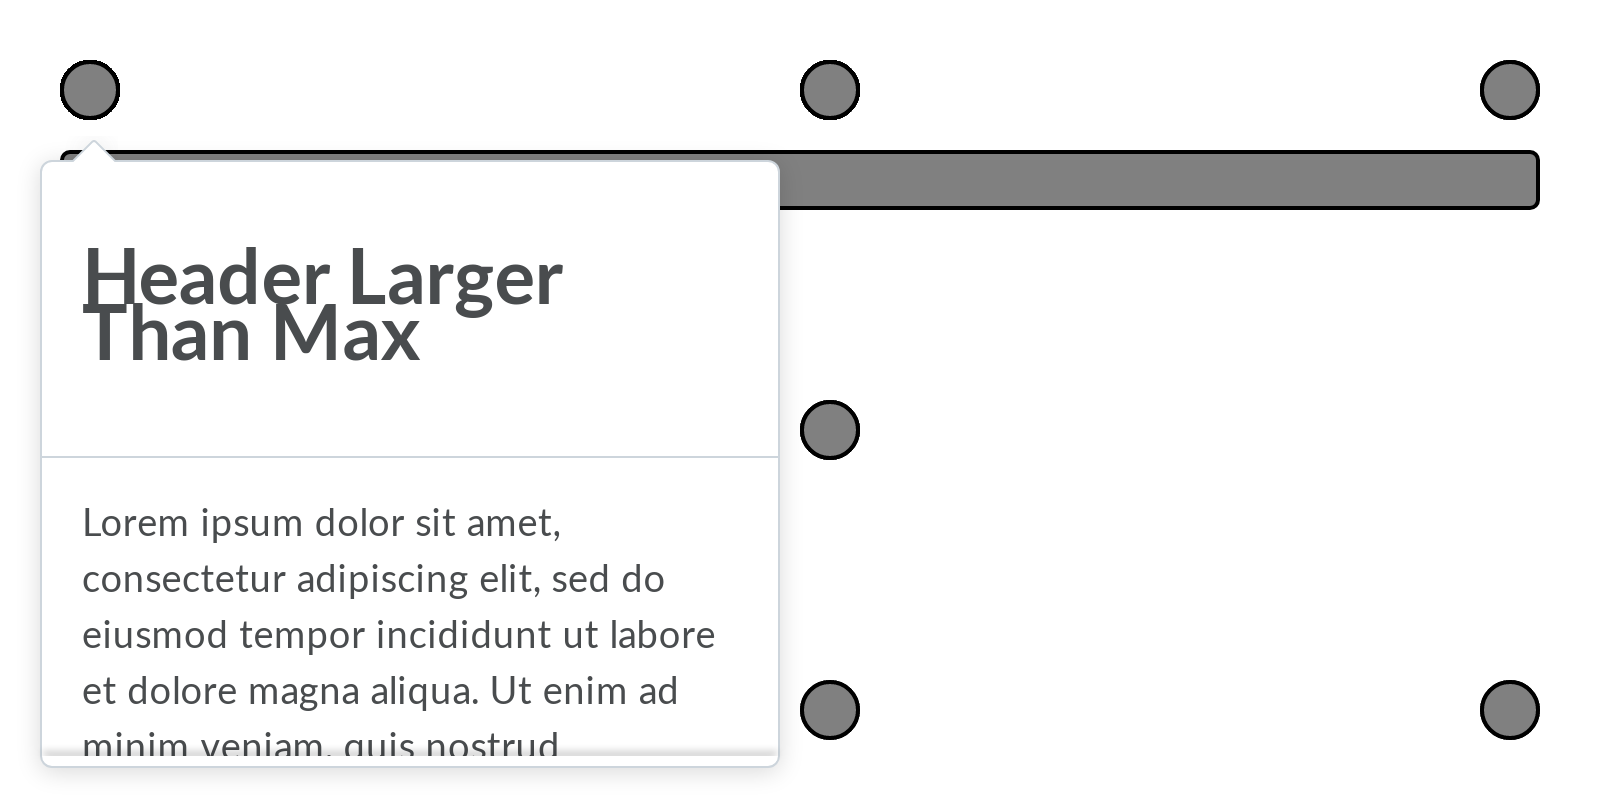 Header Larger
Than Max
Lorem ipsum dolor sit amet,
consectetur adipiscing elit, sed do
eiusmod tempor incididunt ut labore
et dolore magna aliqua. Ut enim ad
minim veniam, quis nostrud